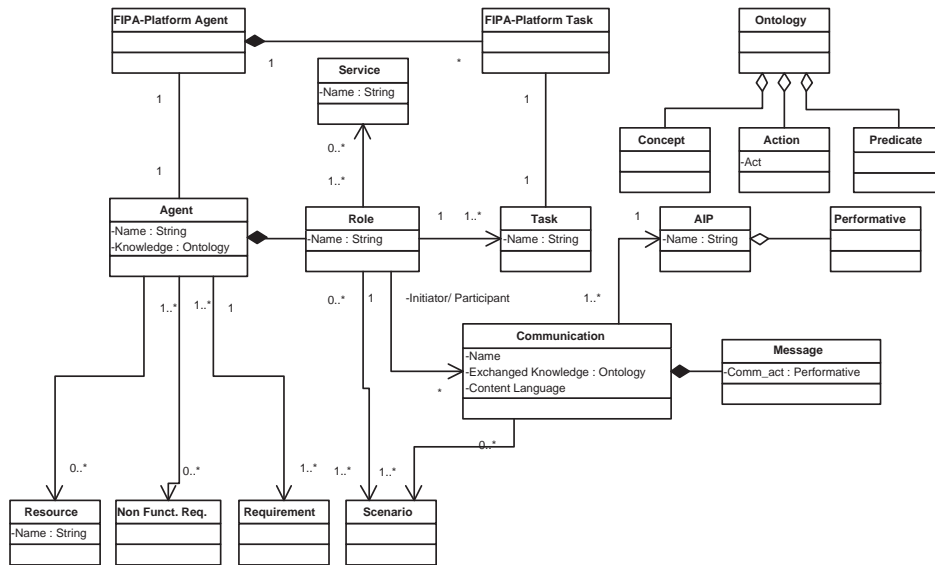 FIPA-Platform Agent
FIPA-Platform Task
Ontology
1
*
Service
-Name : String
1
1
Concept
Action
-Act
Predicate
0..*
1..*
1
1
Agent
-Name : String
-Knowledge : Ontology
Role
-Name : String
1
1..*
Task
-Name : String
1
AIP
-Name : String
Performative
1..*
1..*
1
0..*
1
-Initiator/ Participant
1..*
Communication
-Name
-Exchanged Knowledge : Ontology
-Content Language
*
Message
-Comm_act : Performative
0..*
0..*
0..*
1..*
1..*
1..*
Resource
-Name : String
Non Funct. Req.
Requirement
Scenario